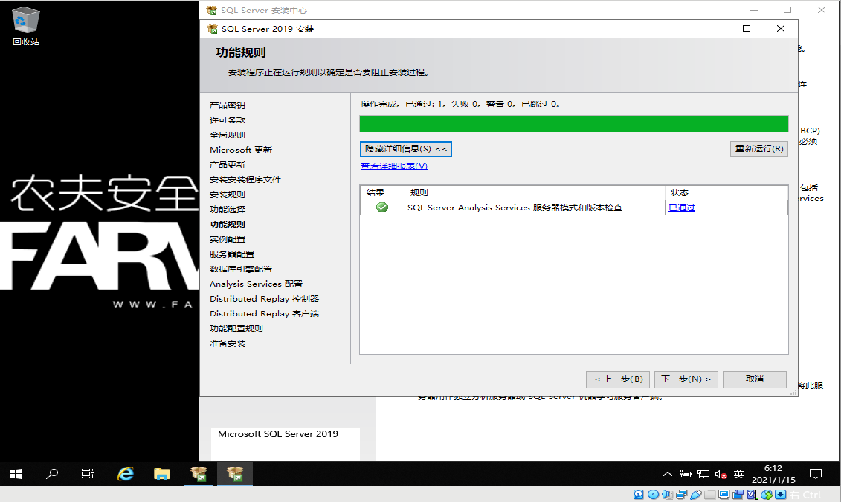 回收站
SQL Server 安装中心
SQL Server 2019 安装
功能规则
安装程序正在运行规则以确定是否要阻止安装过程。
操作完成。已通过: 1。失败 0。警告 0。已跳过 0。
产品密钥
许可条款
全局规则
Microsoft 更新
产品更新
安装安装程序文件
安装规则
功能选择
功能规则
实例配置
服务器配置
数据库引擎配置
Analysis Services 配置
Distributed Replay 控制器
Distributed Replay 客户端
功能配置规则
准备安装
隐藏详细信息(S) <<
重新运行(R)
查看详细报表(V)
结果 规则 状态
SQL Server Analysis Services 服务器模式和版本检查 已通过
< 上一步(B) 下一步(N) > 取消
BCP)
必须
包括
ervices
Microsoft SQL Server 2019
农夫安全
FARV
WWW.FA
英
6:12
2021/1/15
右 Ctrl